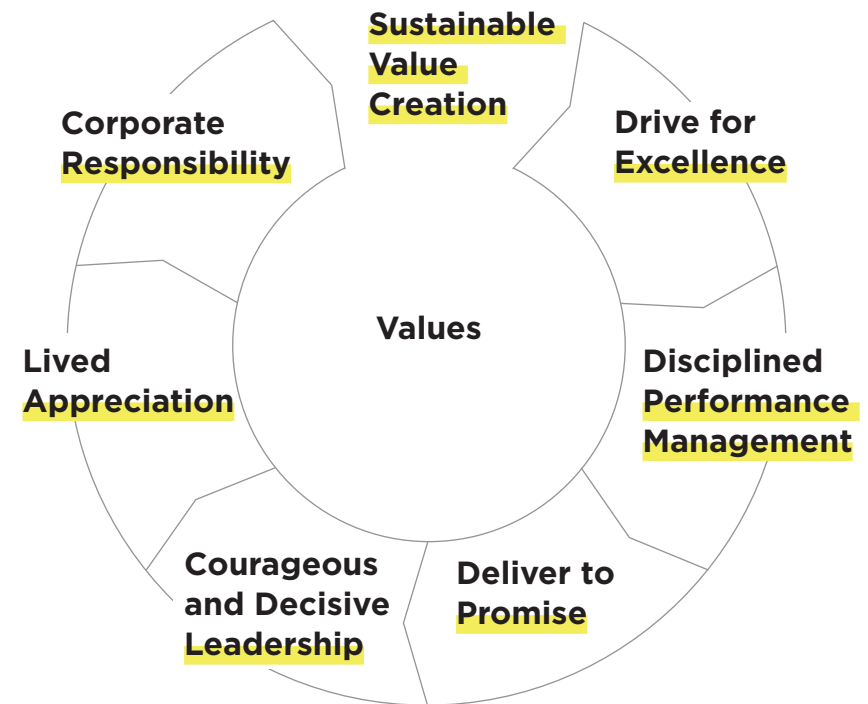 Sustainable
Value
Creation
Drive for
Excellence
Disciplined
Performance
Management
Deliver to
Promise
Courageous
and Decisive
Leadership
Lived
Appreciation
Corporate
Responsibility
Values